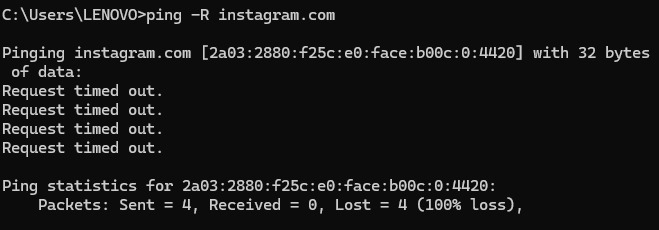 C:\Users\LENOVO>ping -R instagram.com
Pinging instagram.com [2a03:2880:f25c:e0:face:b00c:0:4420] with 32 bytes
 of data:
Request timed out.
Request timed out.
Request timed out.
Request timed out.
Ping statistics for 2a03:2880:f25c:e0:face:b00c:0:4420:
    Packets: Sent = 4, Received = 0, Lost = 4 (100% loss),